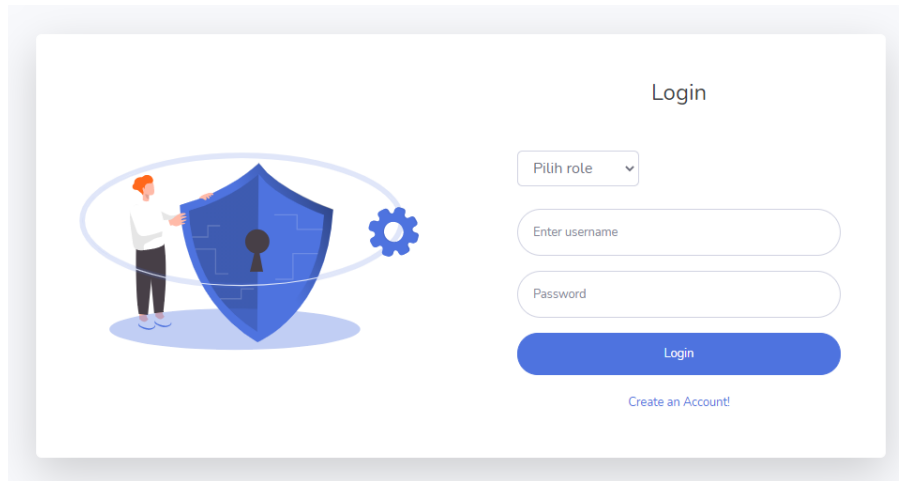 Login
Pilih role
Enter username
Password
Login
Create an Account!